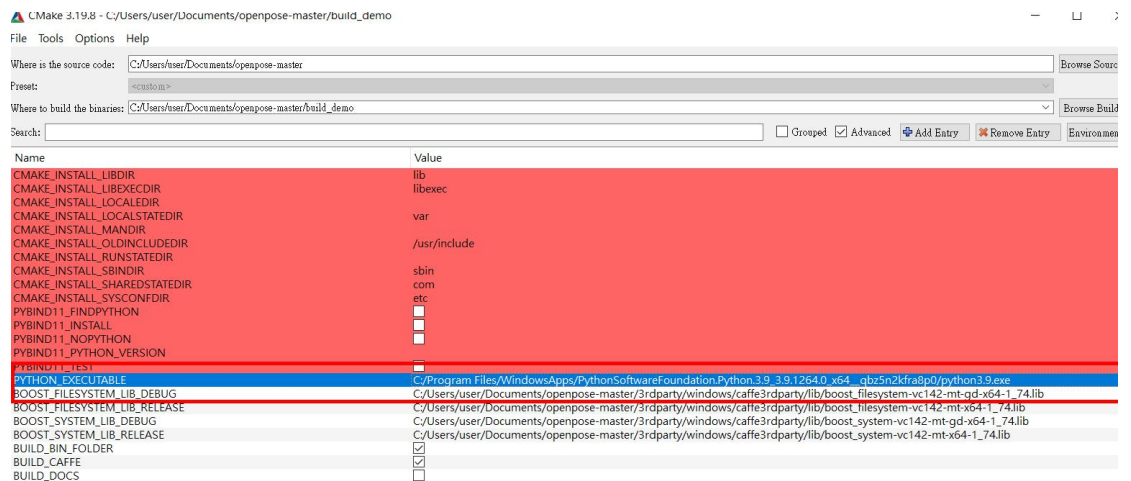 CMake 3.19.8 - C:/Users/user/Documents/openpose-master/build_demo
File Tools Options Help
Where is the source code: C:/Users/user/Documents/openpose-master Browse Sourc
Preset: <custom>
Where to build the binaries: C:/Users/user/Documents/openpose-master/build_demo Browse Build
Search: Grouped Advanced Add Entry Remove Entry Environmen
Name Value
CMAKE_INSTALL_LIBDIR lib
CMAKE_INSTALL_LIBEXECDIR libexec
CMAKE_INSTALL_LOCALEDIR
CMAKE_INSTALL_LOCALSTATEDIR var
CMAKE_INSTALL_MANDIR
CMAKE_INSTALL_OLDINCLUDEDIR /usr/include
CMAKE_INSTALL_RUNSTATEDIR
CMAKE_INSTALL_SBINDIR sbin
CMAKE_INSTALL_SHAREDSTATEDIR com
CMAKE_INSTALL_SYSCONFDIR etc
PYBIND11_FINDPYTHON
PYBIND11_INSTALL
PYBIND11_NOPYTHON
PYBIND11_PYTHON_VERSION
PYBIND11_TEST
PYTHON_EXECUTABLE C:/Program Files/WindowsApps/PythonSoftwareFoundation.Python.3.9_3.9.1264.0_x64__qbz5n2kfra8p0/python3.9.exe
BOOST_FILESYSTEM_LIB_DEBUG C:/Users/user/Documents/openpose-master/3rdparty/windows/caffe3rdparty/lib/boost_filesystem-vc142-mt-gd-x64-1_74.lib
BOOST_FILESYSTEM_LIB_RELEASE C:/Users/user/Documents/openpose-master/3rdparty/windows/caffe3rdparty/lib/boost_filesystem-vc142-mt-x64-1_74.lib
BOOST_SYSTEM_LIB_DEBUG C:/Users/user/Documents/openpose-master/3rdparty/windows/caffe3rdparty/lib/boost_system-vc142-mt-gd-x64-1_74.lib
BOOST_SYSTEM_LIB_RELEASE C:/Users/user/Documents/openpose-master/3rdparty/windows/caffe3rdparty/lib/boost_system-vc142-mt-x64-1_74.lib
BUILD_BIN_FOLDER
BUILD_CAFFE
BUILD_DOCS